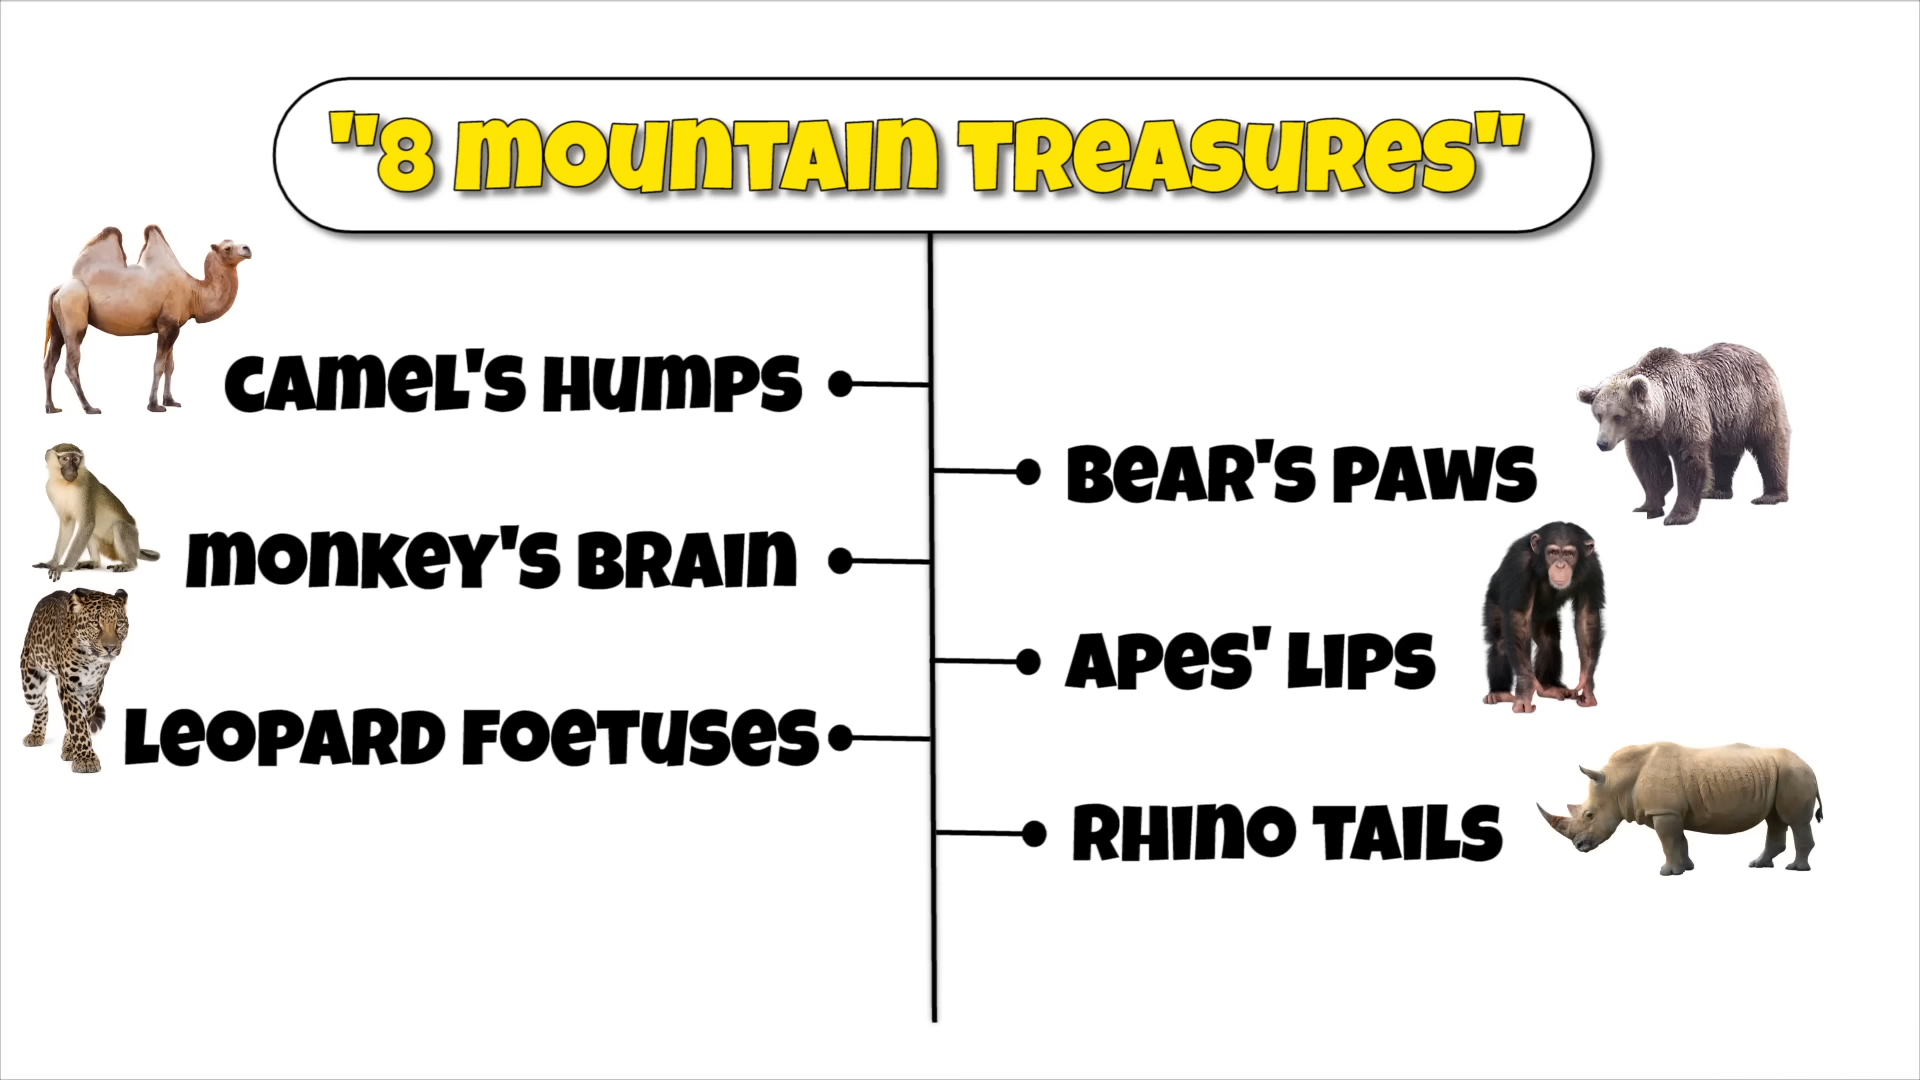 "8 MOUNTAIN TREASURES"
CAMEL'S HUMPS
BEAR'S PAWS
MONKEY'S BRAIN
APES' LIPS
LEOPARD FOETUSES
RHINO TAILS